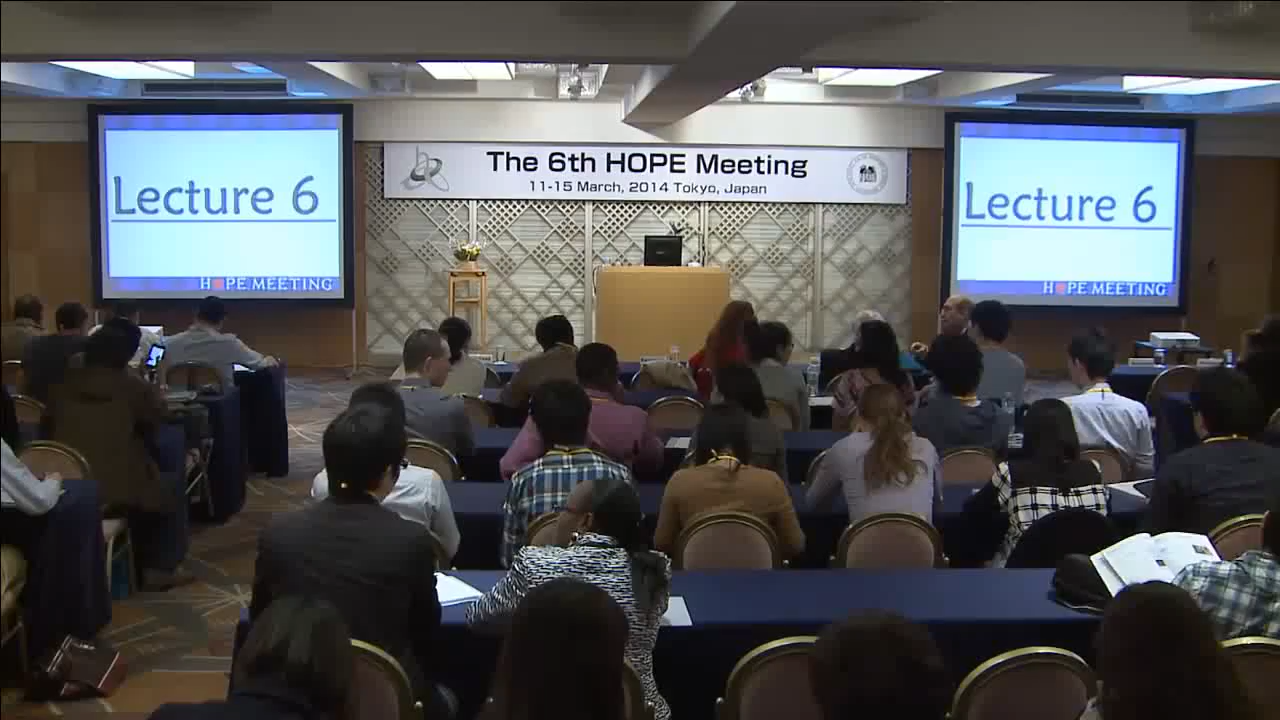 Lecture 6
HOPE MEETING
The 6th HOPE Meeting
11-15 March, 2014 Tokyo, Japan
Lecture 6
HOPE MEETING